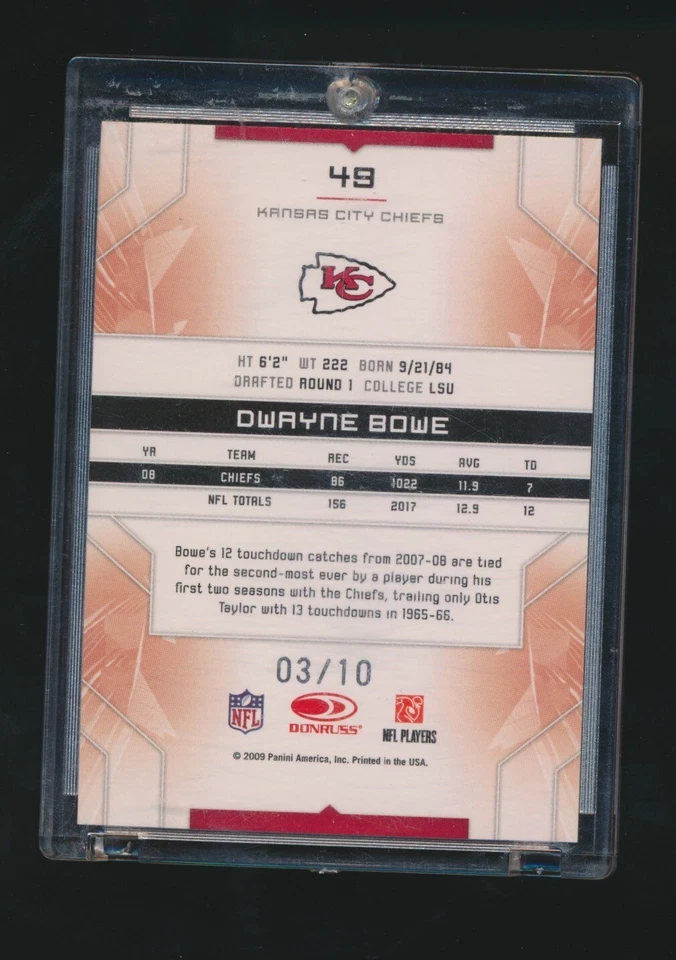 49
KANSAS CITY CHIEFS
KC
HT 6'2" WT 222 BORN 9/21/84
DRAFTED ROUND 1 COLLEGE LSU
DWAYNE BOWE
YR TEAM REC YDS AVG TD
08 CHIEFS 86 1022 11.9 7
NFL TOTALS 156 2017 12.9 12
Bowe's 12 touchdown catches from 2007-08 are tied
for the second-most ever by a player during his
first two seasons with the Chiefs, trailing only Otis
Taylor with 13 touchdowns in 1965-66.
03/10
NFL DONRUSS® NFL PLAYERS
© 2009 Panini America, Inc. Printed in the USA.